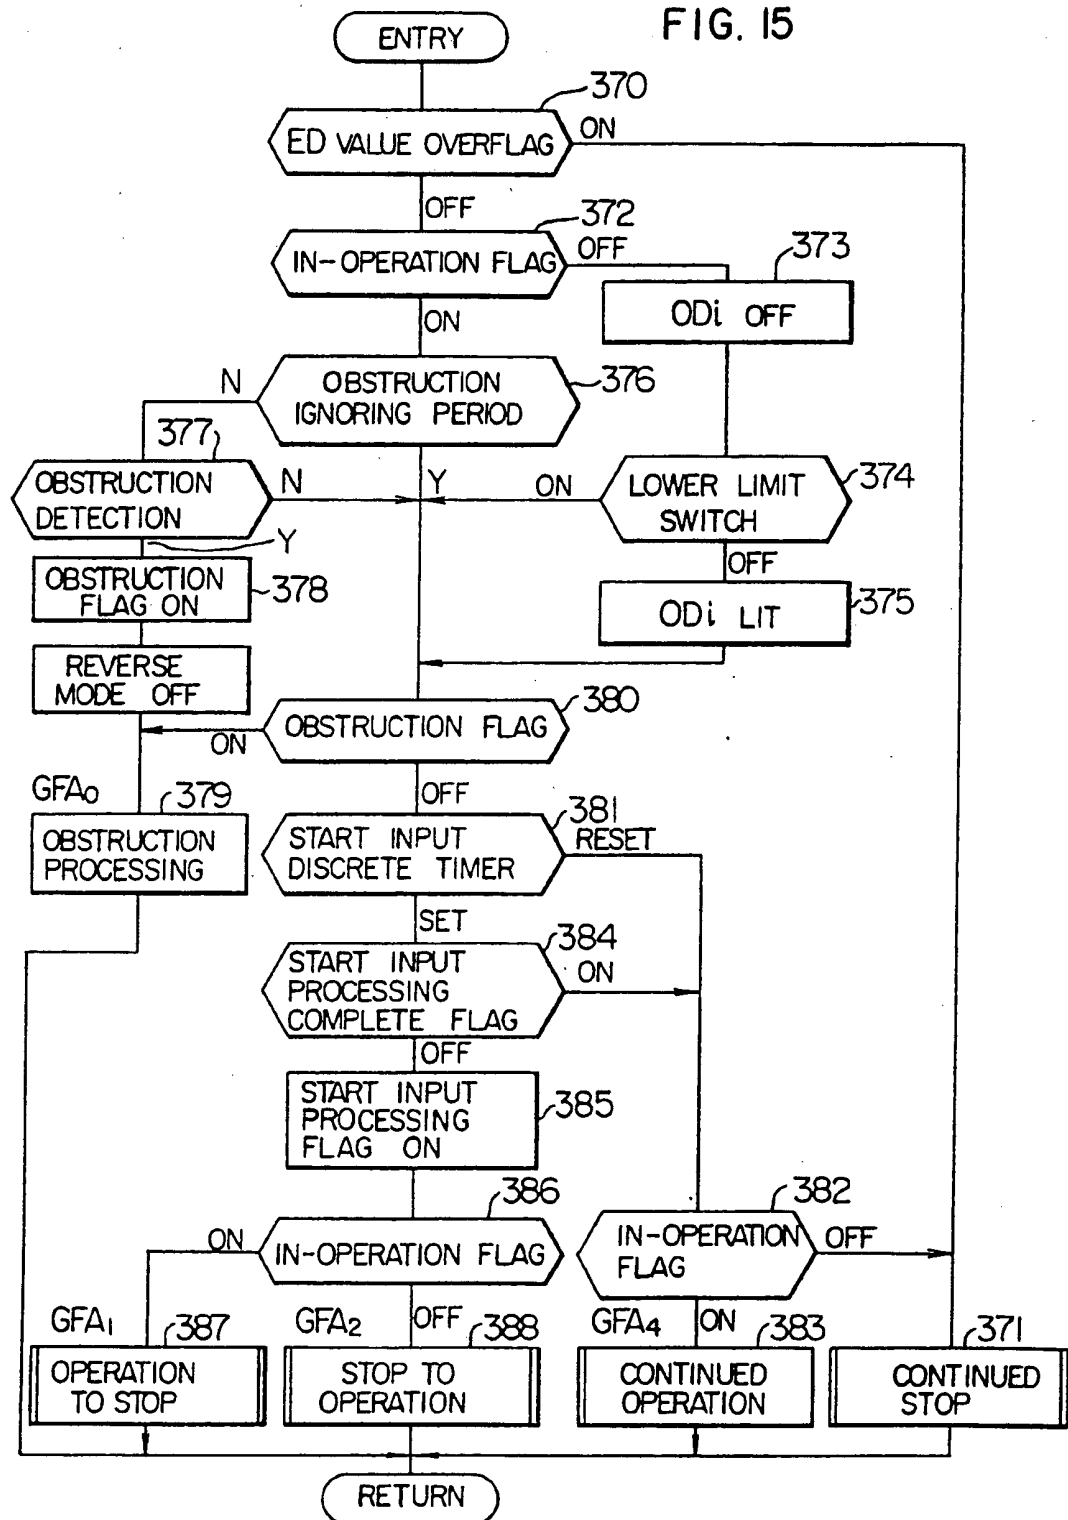 FIG. 15
ENTRY
370
ED VALUE OVERFLAG
ON
OFF
372
IN-OPERATION FLAG
OFF
373
ODi OFF
ON
376
OBSTRUCTION
IGNORING PERIOD
N
377
OBSTRUCTION
DETECTION
N
Y
ON
LOWER LIMIT
SWITCH
374
Y
OFF
OBSTRUCTION
FLAG ON
378
ODi LIT
375
REVERSE
MODE OFF
380
OBSTRUCTION FLAG
ON
OFF
GFA0
379
OBSTRUCTION
PROCESSING
381
START INPUT
DISCRETE TIMER
RESET
SET
384
START INPUT
PROCESSING
COMPLETE FLAG
ON
OFF
START INPUT
PROCESSING
FLAG ON
385
386
IN-OPERATION FLAG
ON
382
IN-OPERATION
FLAG
OFF
GFA1
387
GFA2
OFF
388
GFA4
ON
383
371
OPERATION
TO STOP
STOP TO
OPERATION
CONTINUED
OPERATION
CONTINUED
STOP
RETURN